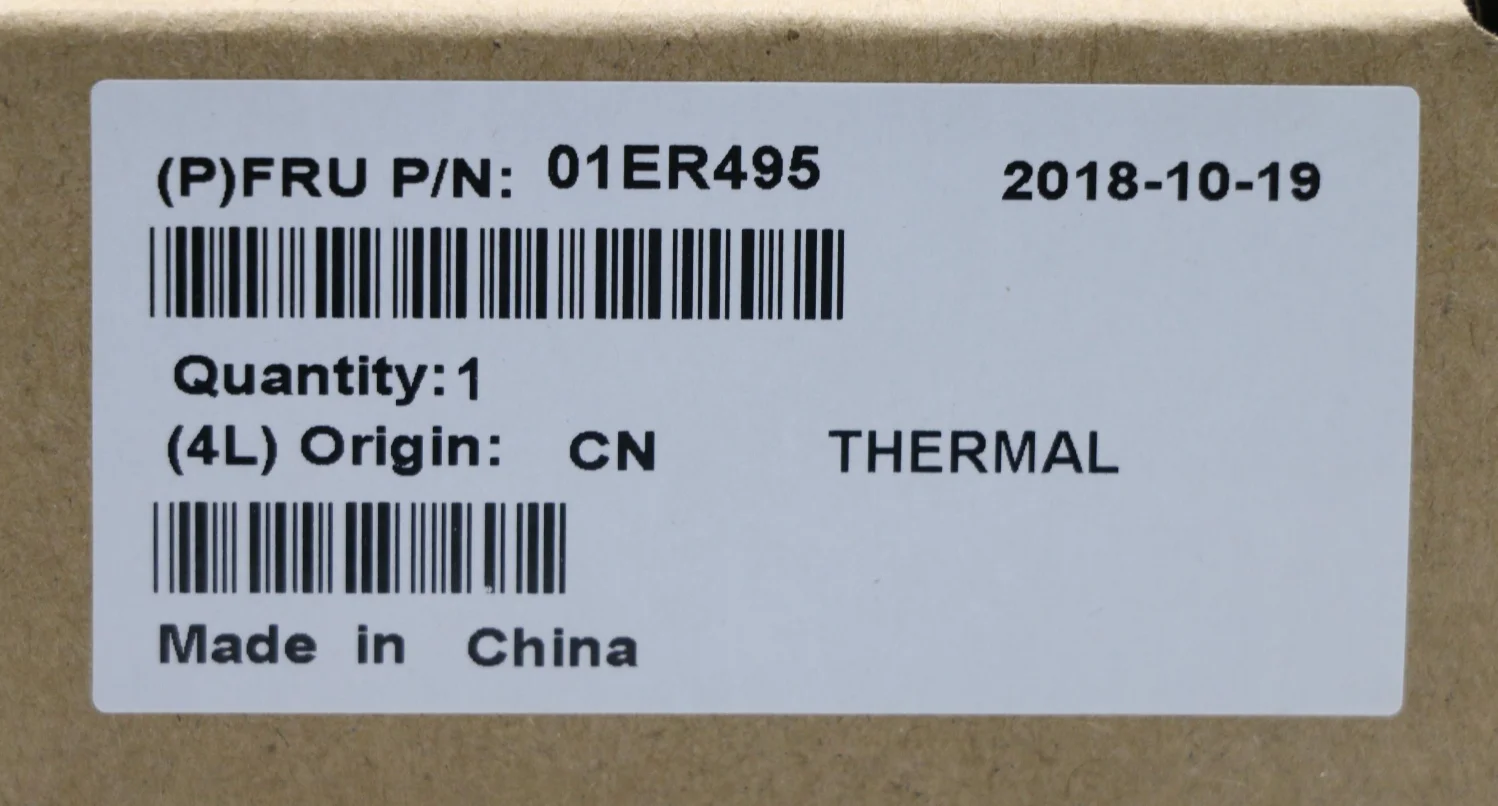 (P)FRU P/N: 01ER495 2018-10-19
Quantity:1
(4L) Origin: CN THERMAL
Made in China